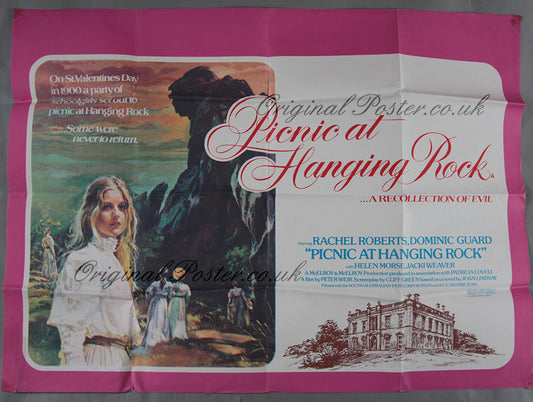 On St.Valentines Day
in 1900 a party of
schoolgirls set out to
picnic at Hanging Rock
. . . Some were
never to return.
Original Poster.co.uk
Picnic at
Hanging Rock
A
...A RECOLLECTION OF EVIL
Starring RACHEL ROBERTS, DOMINIC GUARD
"PICNIC AT HANGING ROCK"
with HELEN MORSE, JACKI WEAVER
A McELROY & McELROY Production produced in association with PATRICIA LOVELL
A film by PETER WEIR. Screenplay by CLIFF GREEN based on a novel by JOAN LINDSAY
Filmed with the SOUTH AUSTRALIAN FILM CORPORATION and
Original Poster.co.uk